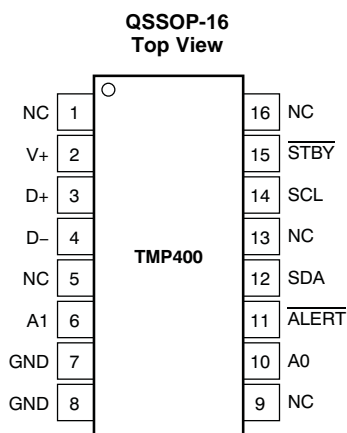 QSSOP-16
Top View
NC 1 16 NC
V+ 2 15 STBY
D+ 3 14 SCL
D− 4 13 NC
TMP400
NC 5 12 SDA
A1 6 11 ALERT
GND 7 10 A0
GND 8 9 NC